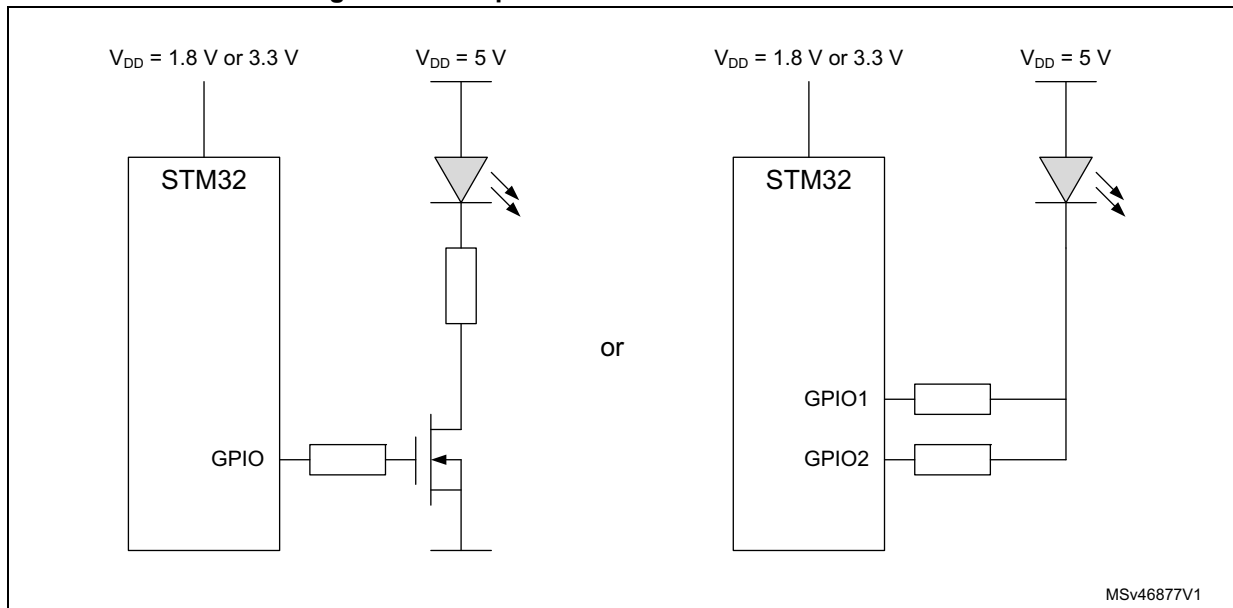 V_DD = 1.8 V or 3.3 V
V_DD = 5 V
STM32
GPIO
or
V_DD = 1.8 V or 3.3 V
V_DD = 5 V
STM32
GPIO1
GPIO2
MSv46877V1